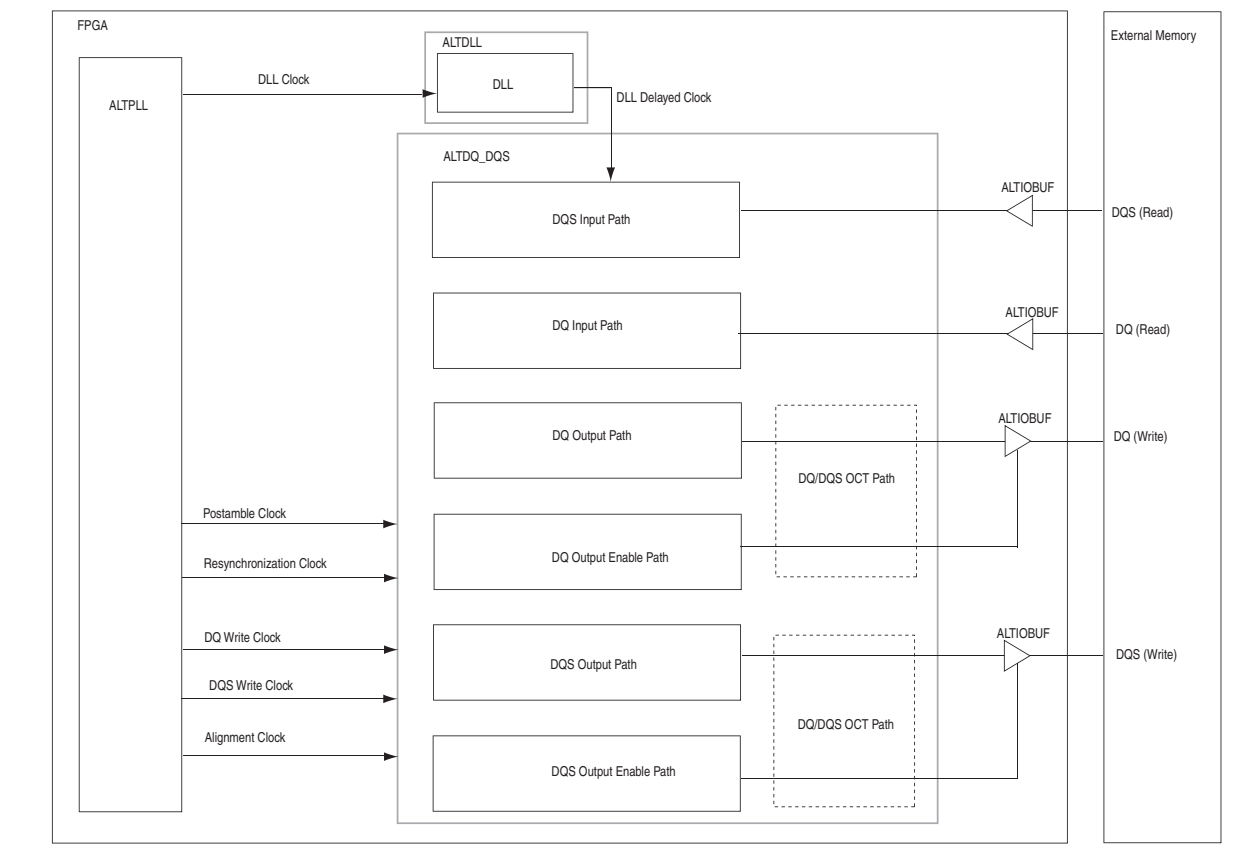 FPGA
External Memory
ALTDLL
DLL Clock
DLL
ALTPLL
DLL Delayed Clock
ALTDQ_DQS
ALTIOBUF
DQS Input Path
DQS (Read)
ALTIOBUF
DQ Input Path
DQ (Read)
ALTIOBUF
DQ Output Path
DQ (Write)
DQ/DQS OCT Path
Postamble Clock
DQ Output Enable Path
Resynchronization Clock
ALTIOBUF
DQ Write Clock
DQS Output Path
DQS (Write)
DQS Write Clock
DQ/DQS OCT Path
Alignment Clock
DQS Output Enable Path